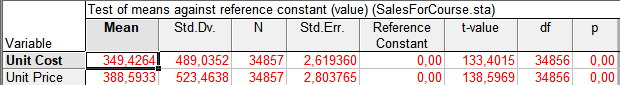 Test of means against reference constant (value) (SalesForCourse.sta)
Variable Mean Std.Dv. N Std.Err. Reference Constant t-value df p
Unit Cost 349,4264 489,0352 34857 2,619360 0,00 133,4015 34856 0,00
Unit Price 388,5933 523,4638 34857 2,803765 0,00 138,5969 34856 0,00